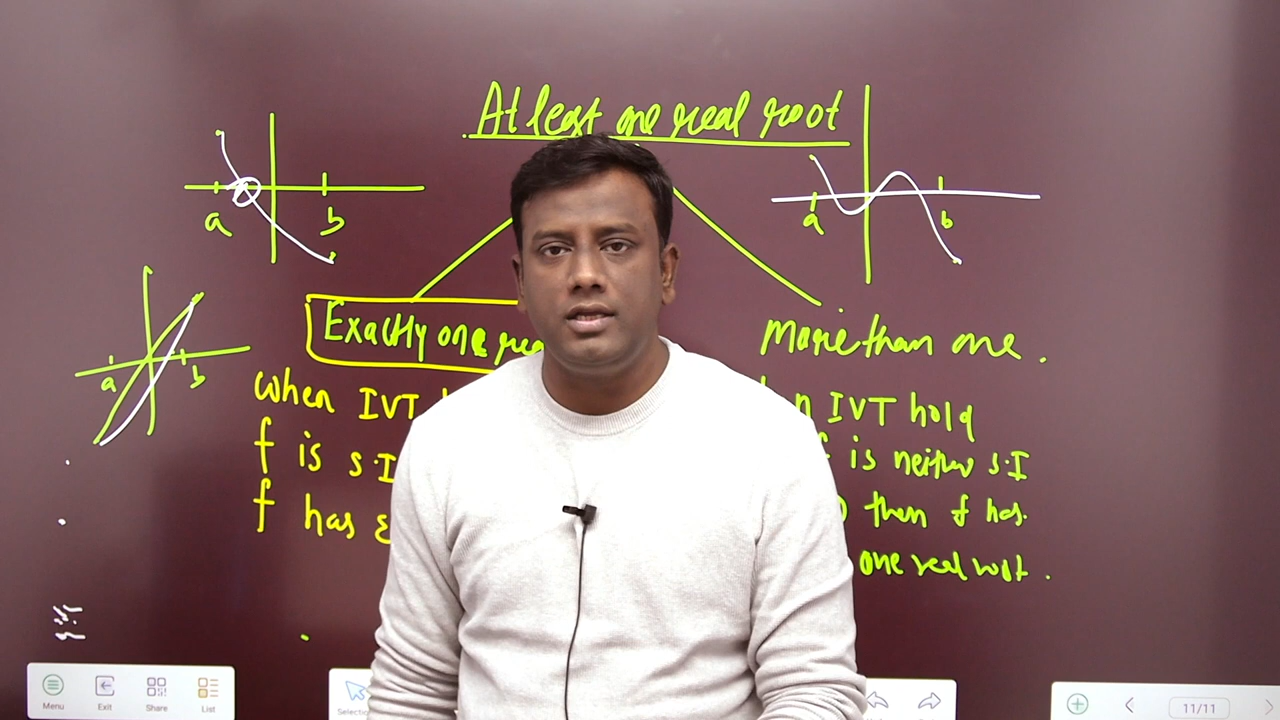 At least one real root
a b
a b
a b
Exactly one rea
More than one.
when IVT
n IVT hold
f is S.I
is neither S.I
f has
) then f has
one real root.
Menu Exit Share List
Selection
11/11